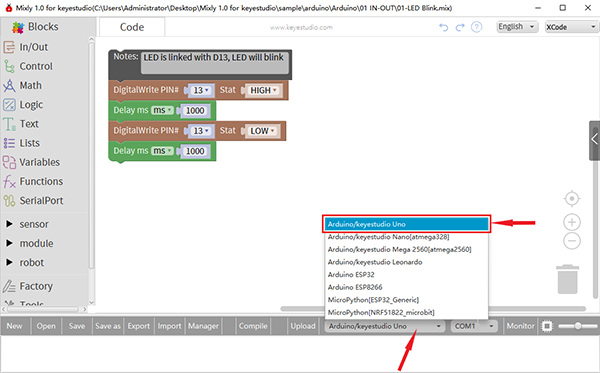 Mixly 1.0 for keyestudio(C:\Users\Administrator\Desktop\Mixly 1.0 for keyestudio\sample\arduino\Arduino\01 IN-OUT\01-LED Blink.mix)
Blocks
Code
www.keyestudio.com
English
XCode
In/Out
Control
Math
Logic
Text
Lists
Variables
Functions
SerialPort
sensor
module
robot
Factory
Tools
Notes: LED is linked with D13, LED will blink
DigitalWrite PIN# 13 Stat HIGH
Delay ms ms 1000
DigitalWrite PIN# 13 Stat LOW
Delay ms ms 1000
Arduino/keyestudio Uno
Arduino/keyestudio Nano[atmega328]
Arduino/keyestudio Mega 2560[atmega2560]
Arduino/keyestudio Leonardo
Arduino ESP32
Arduino ESP8266
MicroPython[ESP32_Generic]
MicroPython[NRF51822_microbit]
New Open Save Save as Export Import Manager Compile Upload Arduino/keyestudio Uno COM1 Monitor